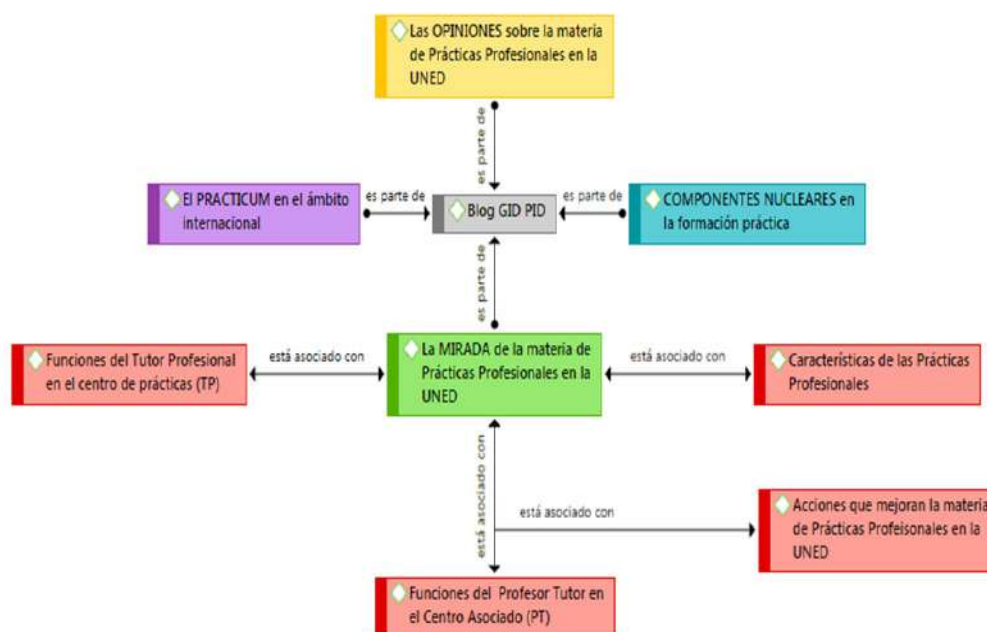 Las OPINIONES sobre la materia
de Prácticas Profesionales en la
UNED
es parte de
El PRACTICUM en el ámbito
internacional
es parte de
Blog GID PID
es parte de
COMPONENTES NUCLEARES en
la formación práctica
es parte de
Funciones del Tutor Profesional
en el centro de prácticas (TP)
está asociado con
La MIRADA de la materia de
Prácticas Profesionales en la
UNED
está asociado con
Características de las Prácticas
Profesionales
está asociado con
está asociado con
Acciones que mejoran la materia
de Prácticas Profeisonales en la
UNED
Funciones del Profesor Tutor en
el Centro Asociado (PT)